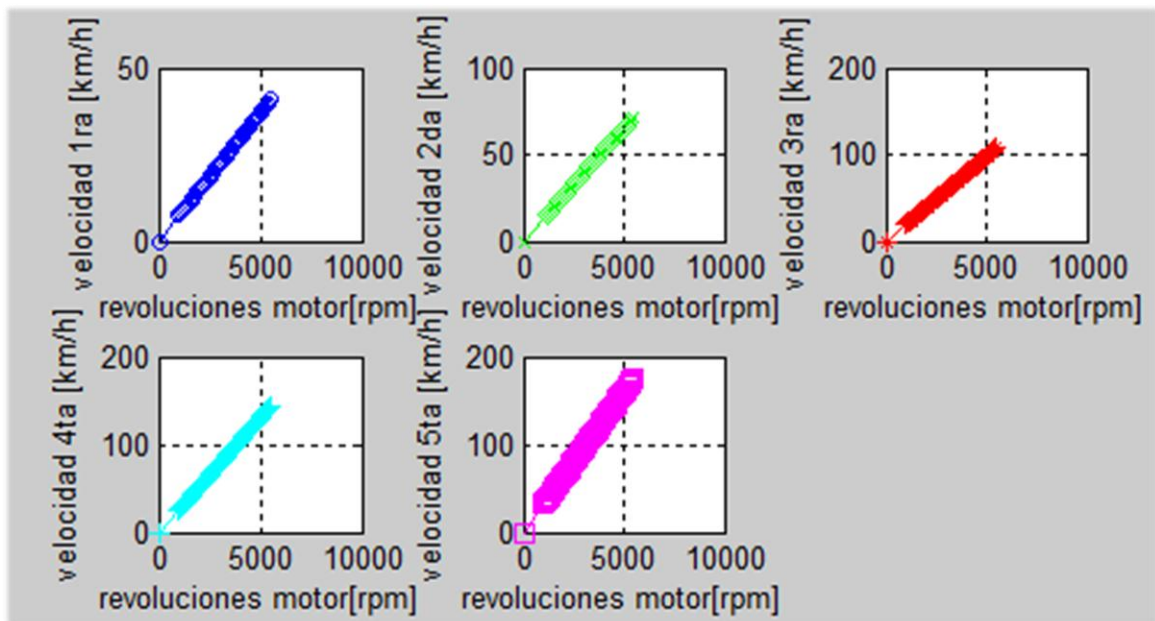 velocidad 1ra [km/h]
50
0
0 5000 10000
revoluciones motor[rpm]
velocidad 2da [km/h]
100
50
0
0 5000 10000
revoluciones motor[rpm]
velocidad 3ra [km/h]
200
100
0
0 5000 10000
revoluciones motor[rpm]
velocidad 4ta [km/h]
200
100
0
0 5000 10000
revoluciones motor[rpm]
velocidad 5ta [km/h]
200
100
0
0 5000 10000
revoluciones motor[rpm]